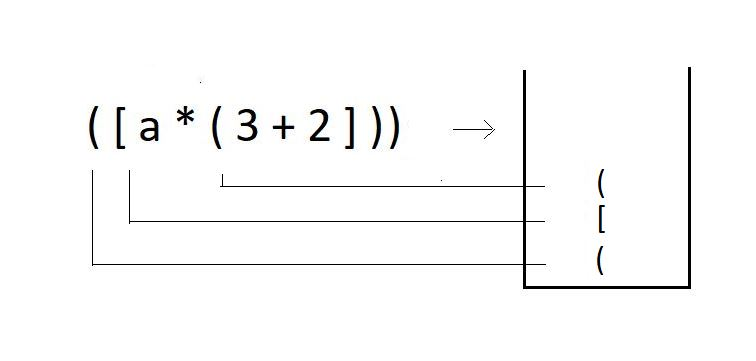 ( [ a * ( 3 + 2 ] ) )
(
[
(